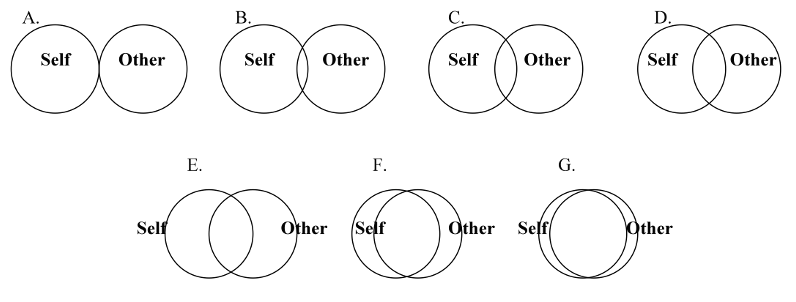 A. B. C. D.
Self Other Self Other Self Other Self Other
E. F. G.
Self Other Self Other Self Other